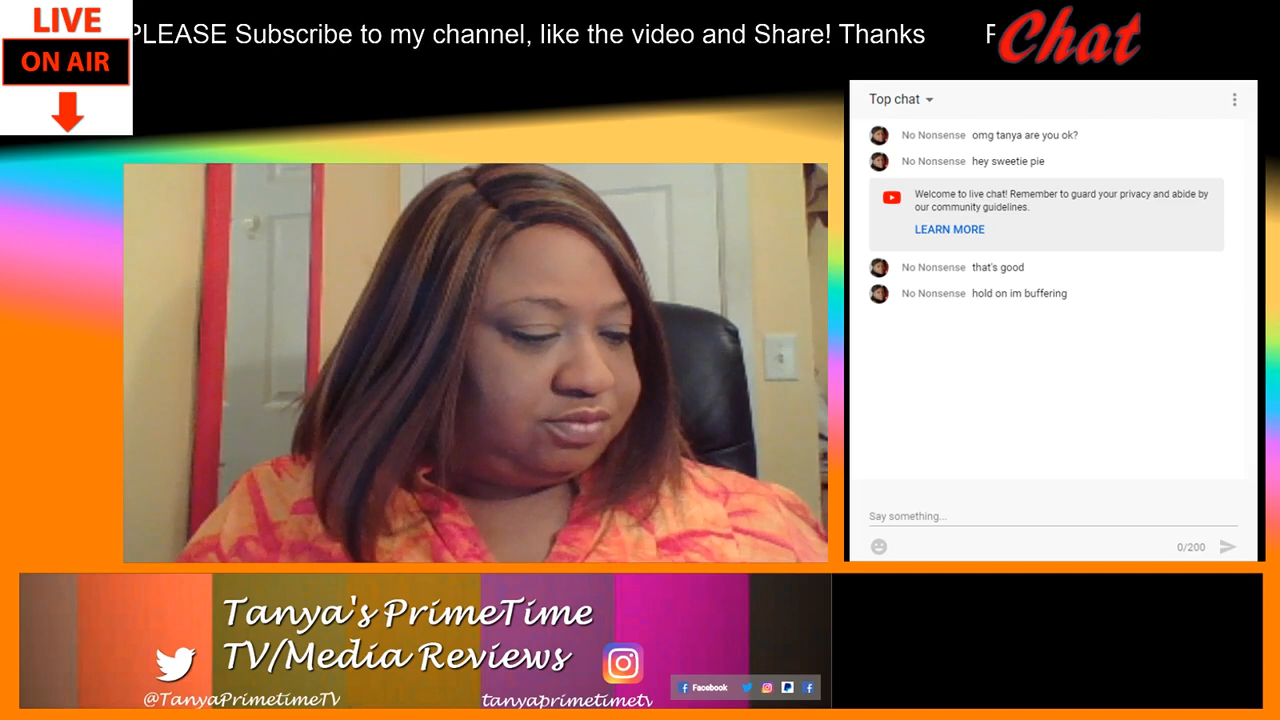 LIVE
ON AIR
PLEASE Subscribe to my channel, like the video and Share! Thanks
Chat
Top chat
No Nonsense omg tanya are you ok?
No Nonsense hey sweetie pie
Welcome to live chat! Remember to guard your privacy and abide by
our community guidelines.
LEARN MORE
No Nonsense that's good
No Nonsense hold on im buffering
Say something...
0/200
Tanya's PrimeTime
TV/Media Reviews
@TanyaPrimetimeTV
tanyaprimetimetv
Facebook